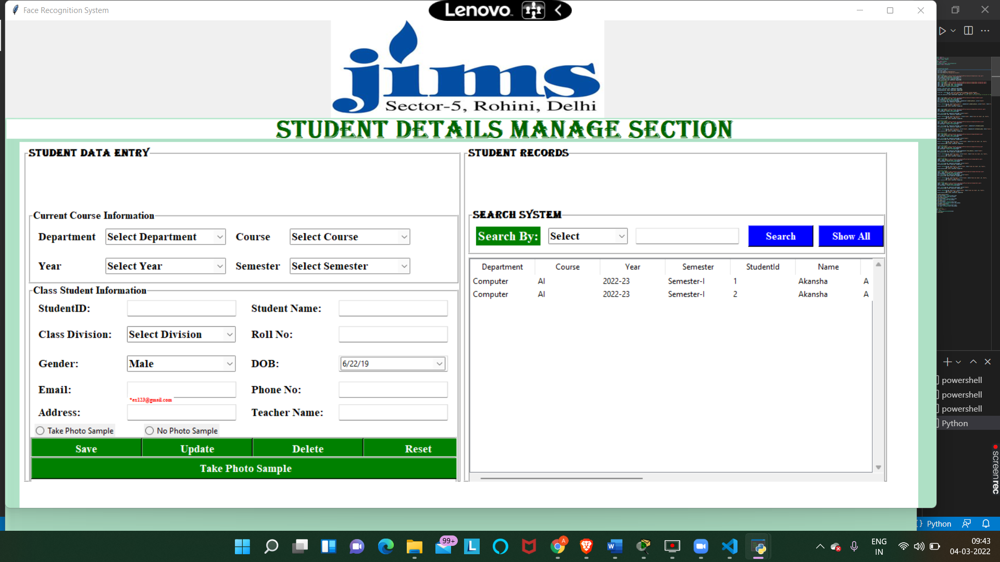 Face Recognition System
Lenovo
jims
Sector-5, Rohini, Delhi
STUDENT DETAILS MANAGE SECTION
STUDENT DATA ENTRY
Current Course Information
Department Select Department Course Select Course
Year Select Year Semester Select Semester
Class Student Information
StudentID: Student Name:
Class Division: Select Division Roll No:
Gender: Male DOB: 6/22/19
Email: Phone No:
*ex123@gmail.com
Address: Teacher Name:
Take Photo Sample No Photo Sample
Save Update Delete Reset
Take Photo Sample
STUDENT RECORDS
SEARCH SYSTEM
Search By: Select Search Show All
Department Course Year Semester StudentId Name
Computer AI 2022-23 Semester-I 1 Akansha A
Computer AI 2022-23 Semester-I 2 Akansha A
powershell
powershell
powershell
Python
screenrec
Python
99+
L
A
W
ENG
IN
09:43
04-03-2022